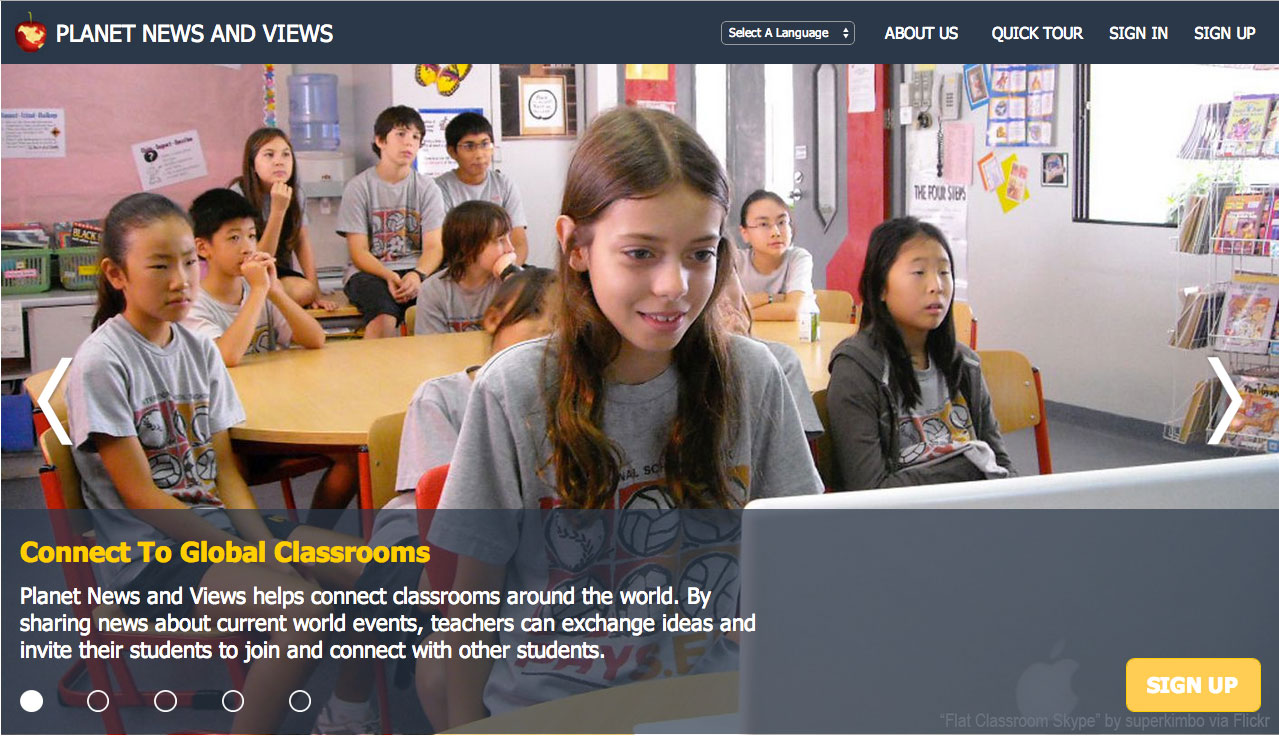 PLANET NEWS AND VIEWS
Select A Language
ABOUT US
QUICK TOUR
SIGN IN
SIGN UP
THE FOUR STEPS
Connect To Global Classrooms
Planet News and Views helps connect classrooms around the world. By
sharing news about current world events, teachers can exchange ideas and
invite their students to join and connect with other students.
SIGN UP
“Flat Classroom Skype” by superkimbo via Flickr